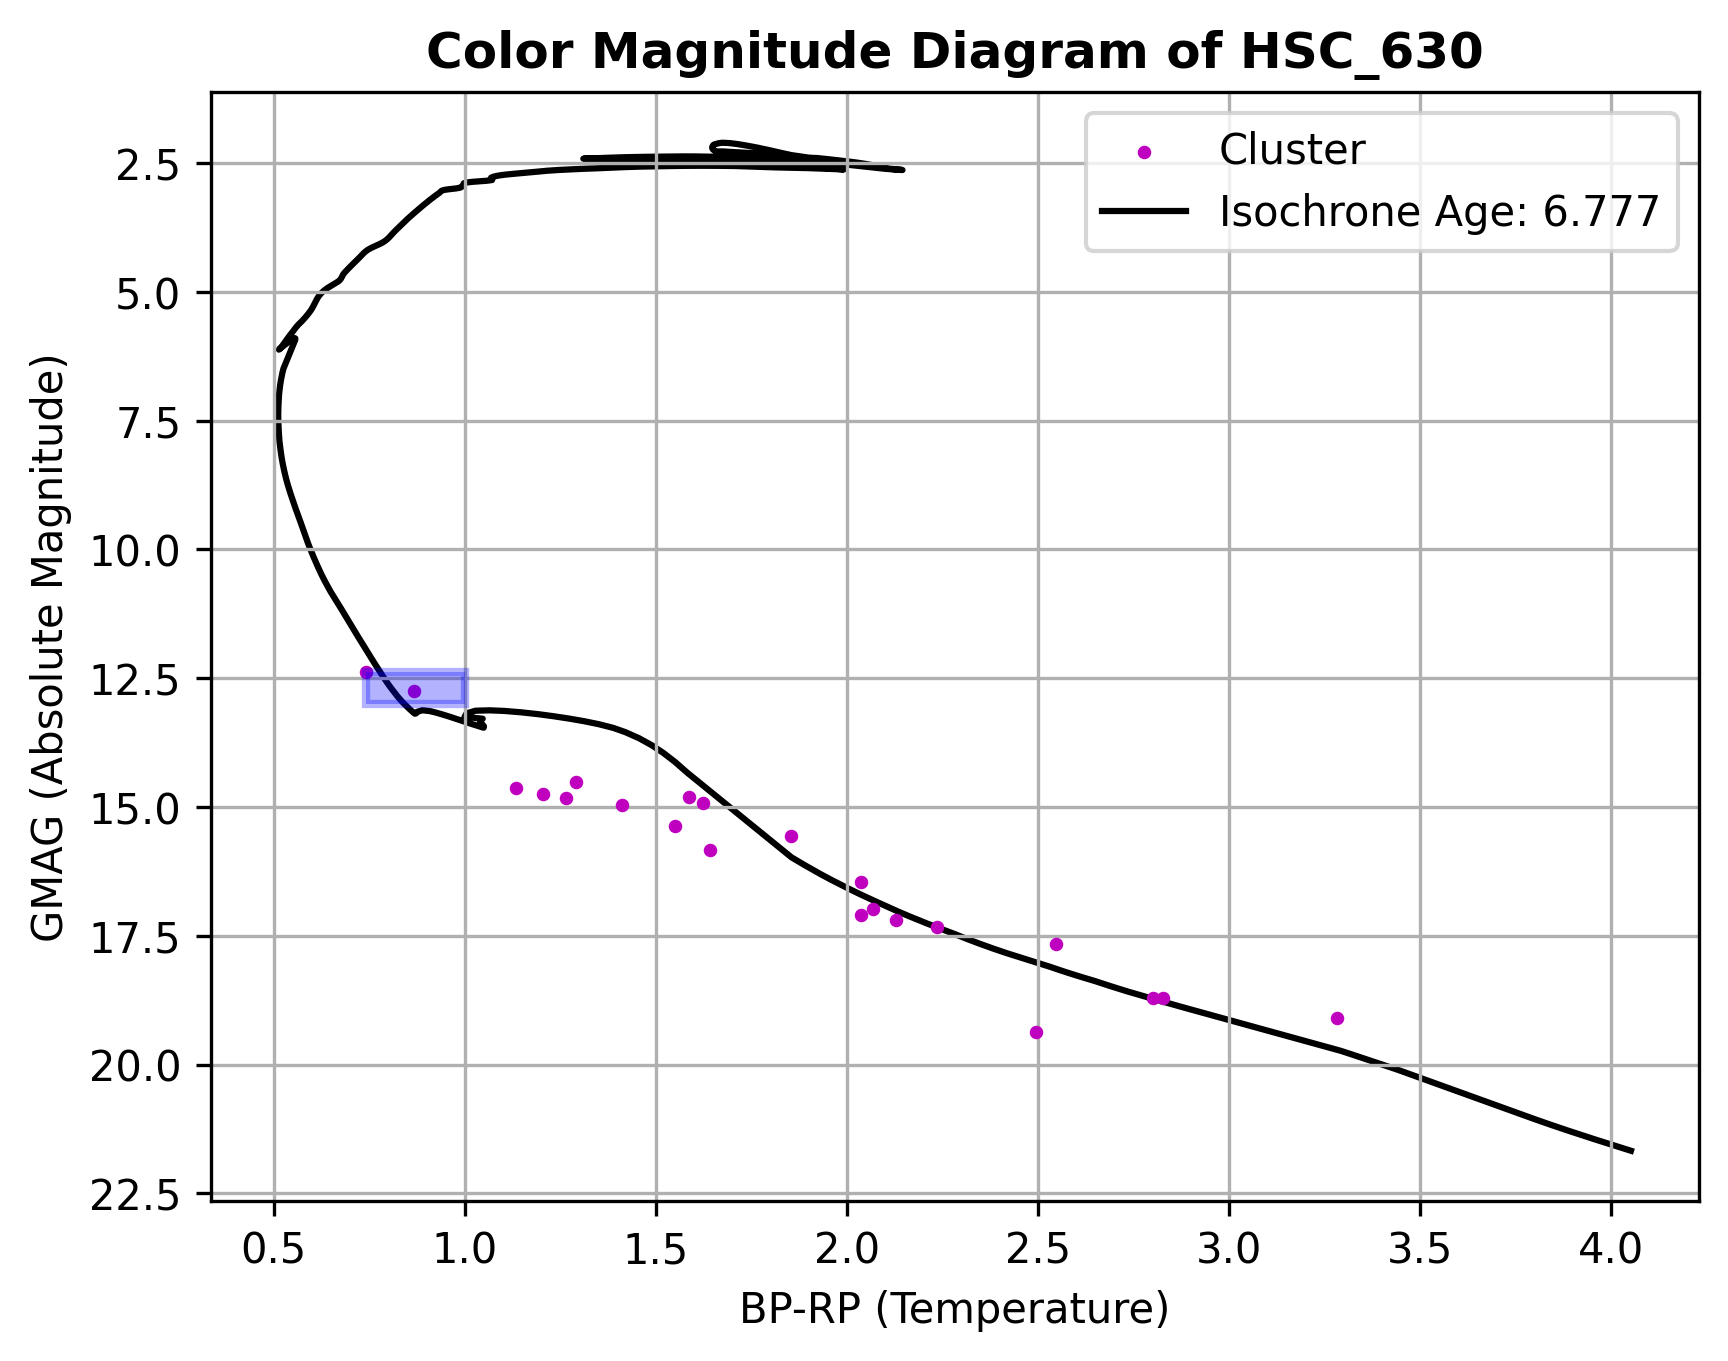 Color Magnitude Diagram of HSC_630
Cluster
Isochrone Age: 6.777
GMAG (Absolute Magnitude)
2.5
5.0
7.5
10.0
12.5
15.0
17.5
20.0
22.5
0.5 1.0 1.5 2.0 2.5 3.0 3.5 4.0
BP-RP (Temperature)